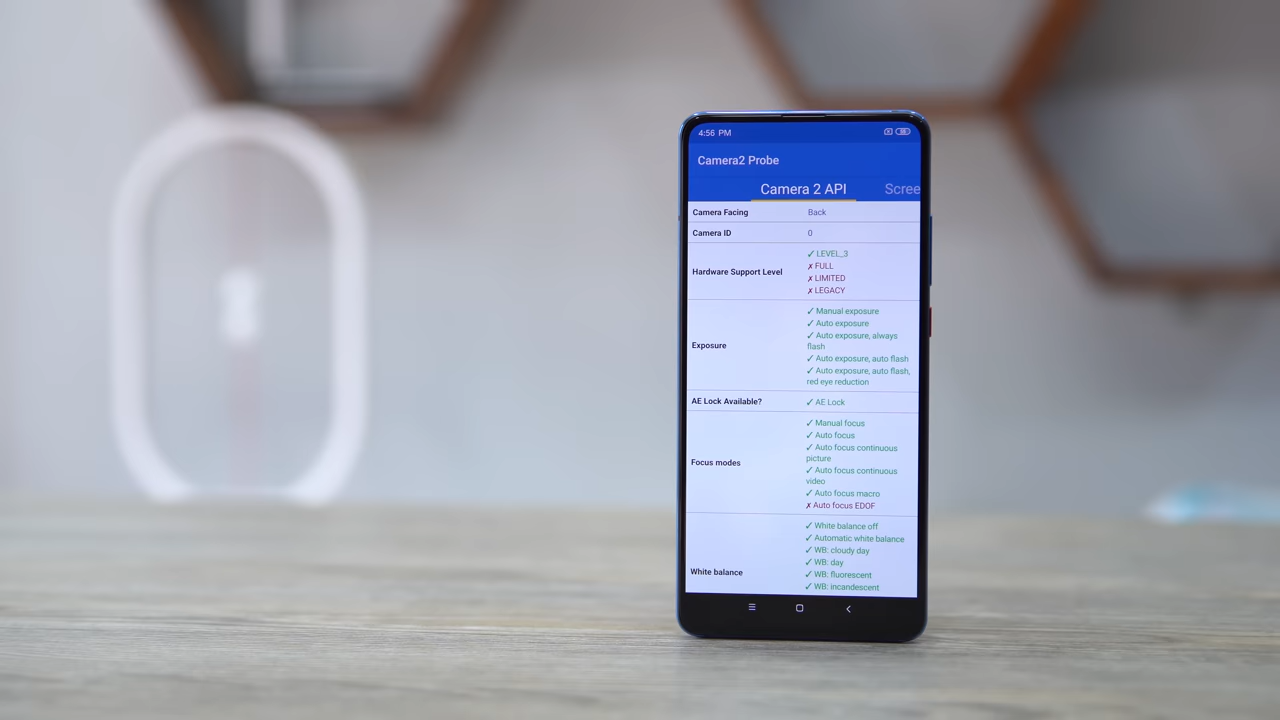 4:56 PM
Camera2 Probe
Camera 2 API Scree
Camera Facing Back
Camera ID 0
Hardware Support Level
✓ LEVEL_3
✗ FULL
✗ LIMITED
✗ LEGACY
Exposure
✓ Manual exposure
✓ Auto exposure
✓ Auto exposure, always
flash
✓ Auto exposure, auto flash
✓ Auto exposure, auto flash,
red eye reduction
AE Lock Available? ✓ AE Lock
Focus modes
✓ Manual focus
✓ Auto focus
✓ Auto focus continuous
picture
✓ Auto focus continuous
video
✓ Auto focus macro
✗ Auto focus EDOF
White balance
✓ White balance off
✓ Automatic white balance
✓ WB: cloudy day
✓ WB: day
✓ WB: fluorescent
✓ WB: incandescent